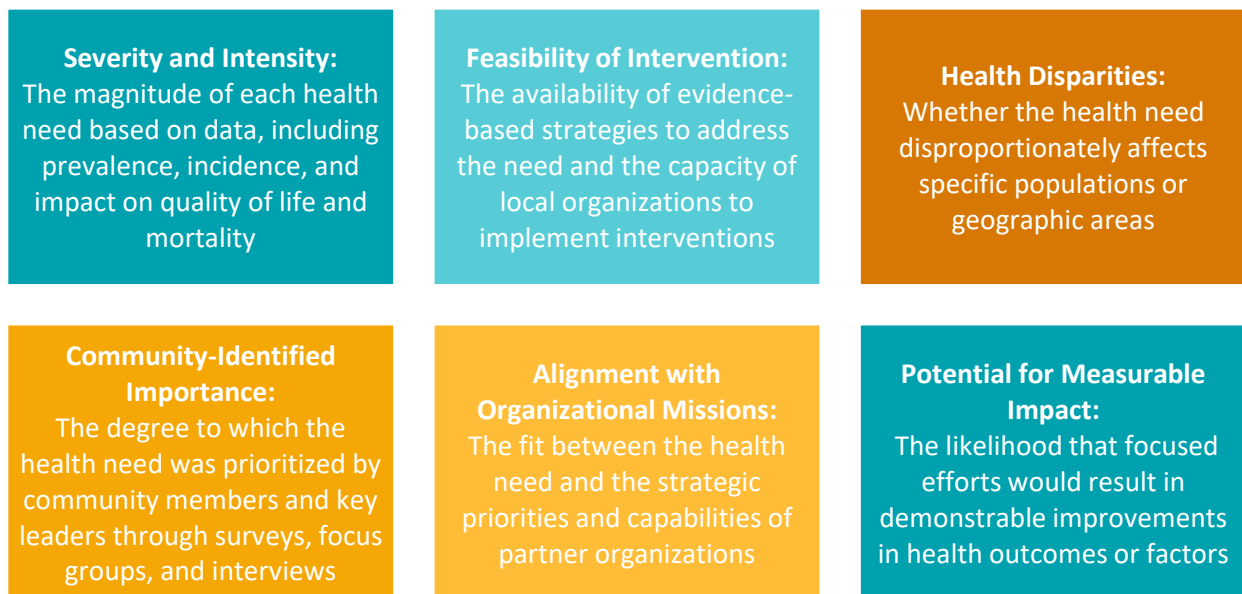 Severity and Intensity:
The magnitude of each health
need based on data, including
prevalence, incidence, and
impact on quality of life and
mortality
Feasibility of Intervention:
The availability of evidence-
based strategies to address
the need and the capacity of
local organizations to
implement interventions
Health Disparities:
Whether the health need
disproportionately affects
specific populations or
geographic areas
Community-Identified
Importance:
The degree to which the
health need was prioritized by
community members and key
leaders through surveys, focus
groups, and interviews
Alignment with
Organizational Missions:
The fit between the health
need and the strategic
priorities and capabilities of
partner organizations
Potential for Measurable
Impact:
The likelihood that focused
efforts would result in
demonstrable improvements
in health outcomes or factors